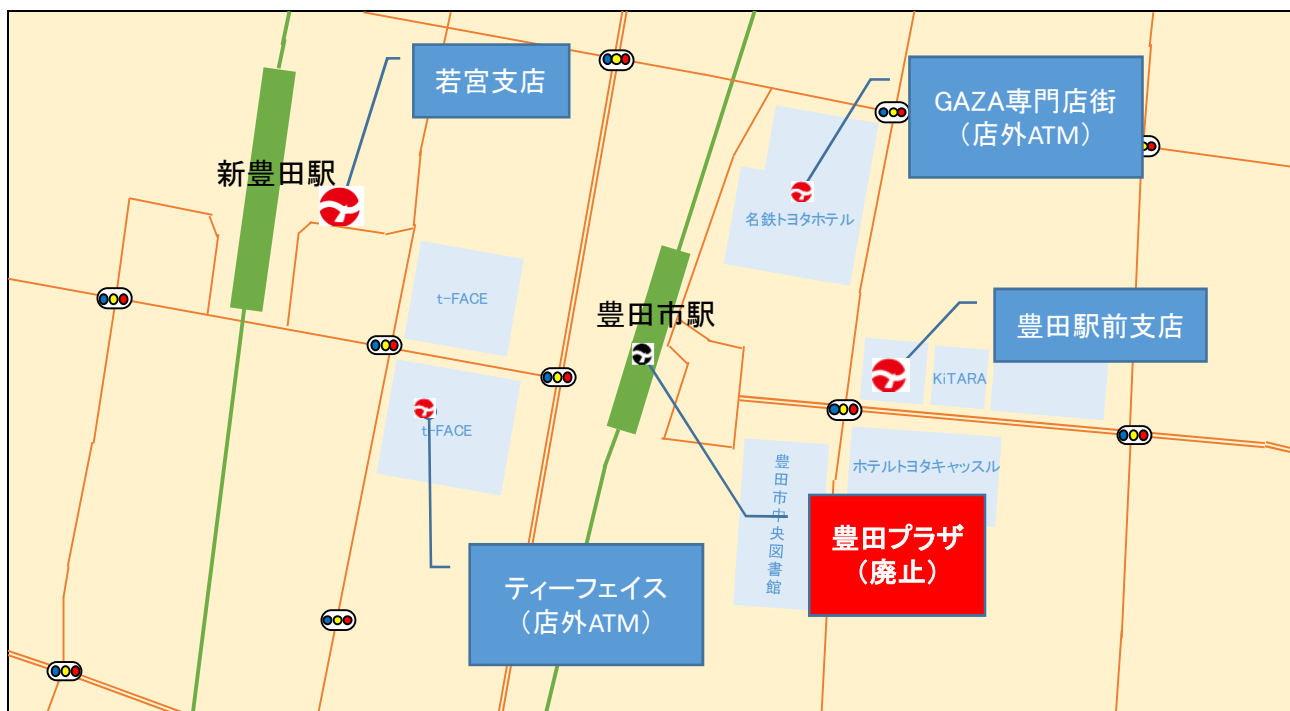 若宮支店
GAZA専門店街
（店外ATM）
新豊田駅
名鉄トヨタホテル
t-FACE
豊田市駅
豊田駅前支店
KiTARA
t-FACE
ホテルトヨタキャッスル
豊田市中央図書館
豊田プラザ
（廃止）
ティーフェイス
（店外ATM）